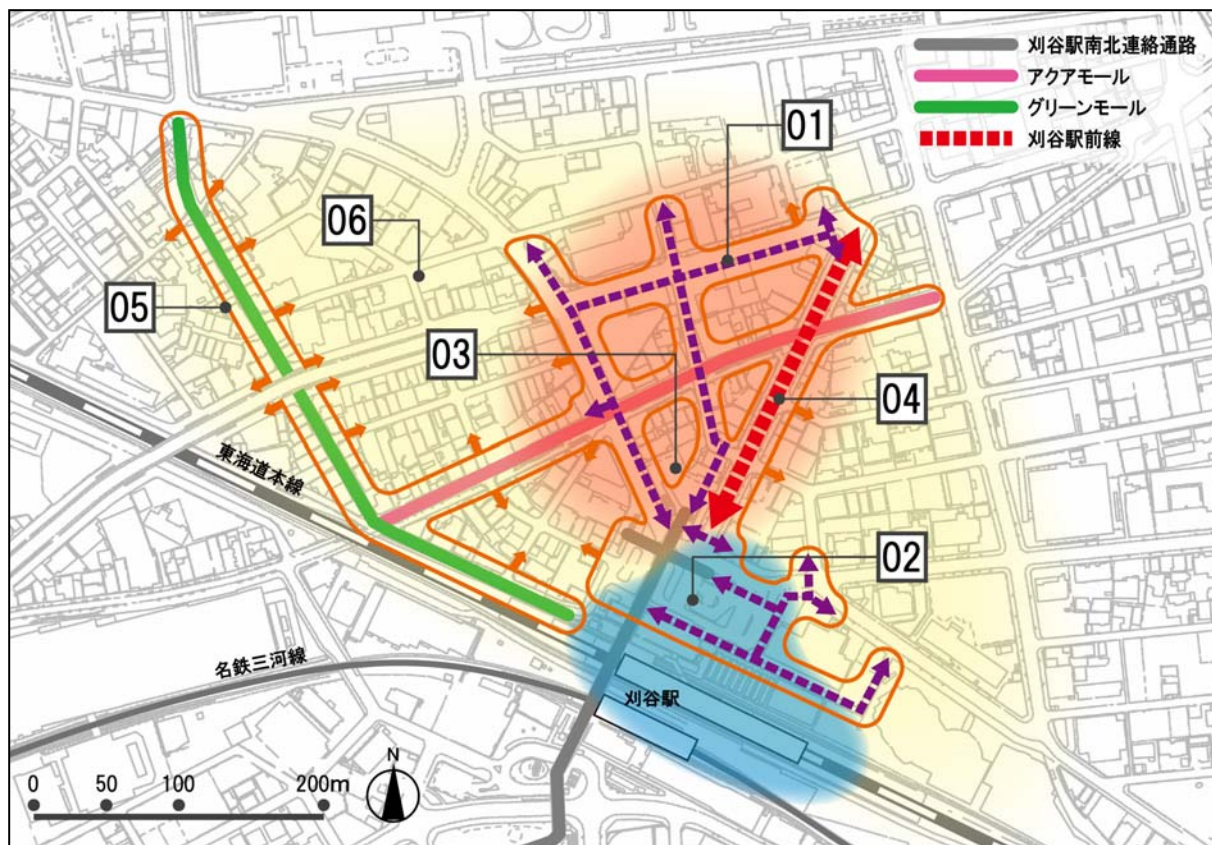 刈谷駅南北連絡通路
アクアモール
グリーンモール
刈谷駅前線
01
06
05
03
04
東海道本線
02
名鉄三河線
刈谷駅
N
0 50 100 200m